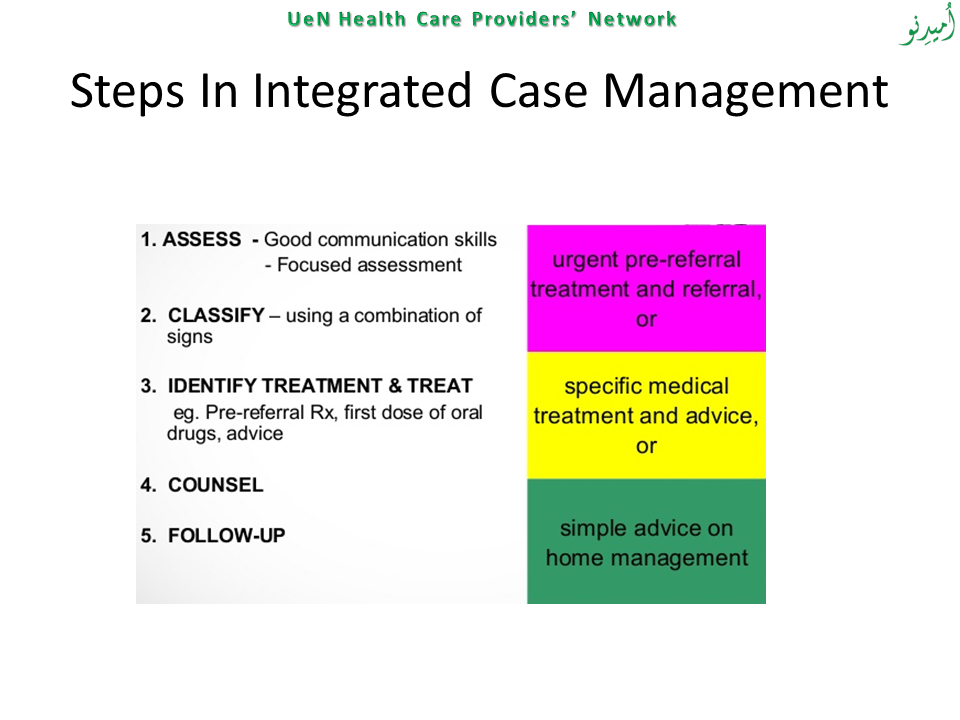 UeN Health Care Providers’ Network
اُميدِنو
Steps In Integrated Case Management
1. ASSESS - Good communication skills
- Focused assessment
2. CLASSIFY – using a combination of
signs
3. IDENTIFY TREATMENT & TREAT
eg. Pre-referral Rx, first dose of oral
drugs, advice
4. COUNSEL
5. FOLLOW-UP
urgent pre-referral
treatment and referral,
or
specific medical
treatment and advice,
or
simple advice on
home management